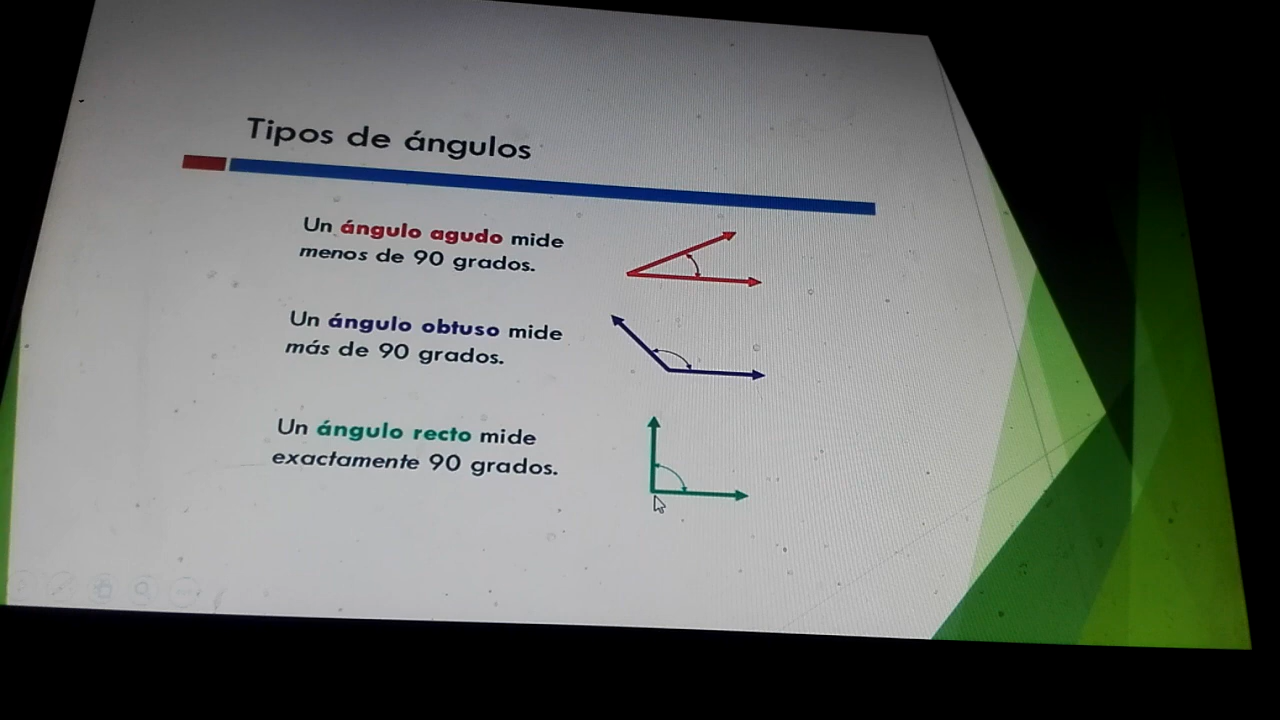 Tipos de ángulos
Un ángulo agudo mide
menos de 90 grados.
Un ángulo obtuso mide
más de 90 grados.
Un ángulo recto mide
exactamente 90 grados.